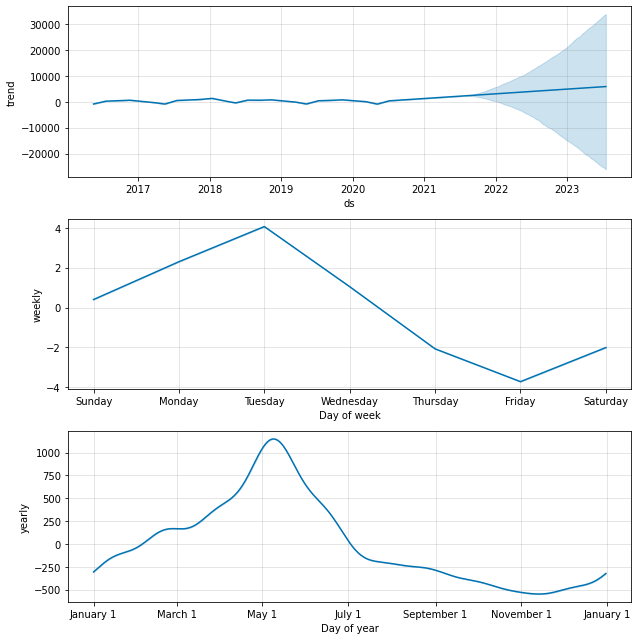 30000
20000
10000
0
−10000
−20000
trend
2017 2018 2019 2020 2021 2022 2023
ds
4
2
0
−2
−4
weekly
Sunday Monday Tuesday Wednesday Thursday Friday Saturday
Day of week
1000
750
500
250
0
−250
−500
yearly
January 1 March 1 May 1 July 1 September 1 November 1 January 1
Day of year